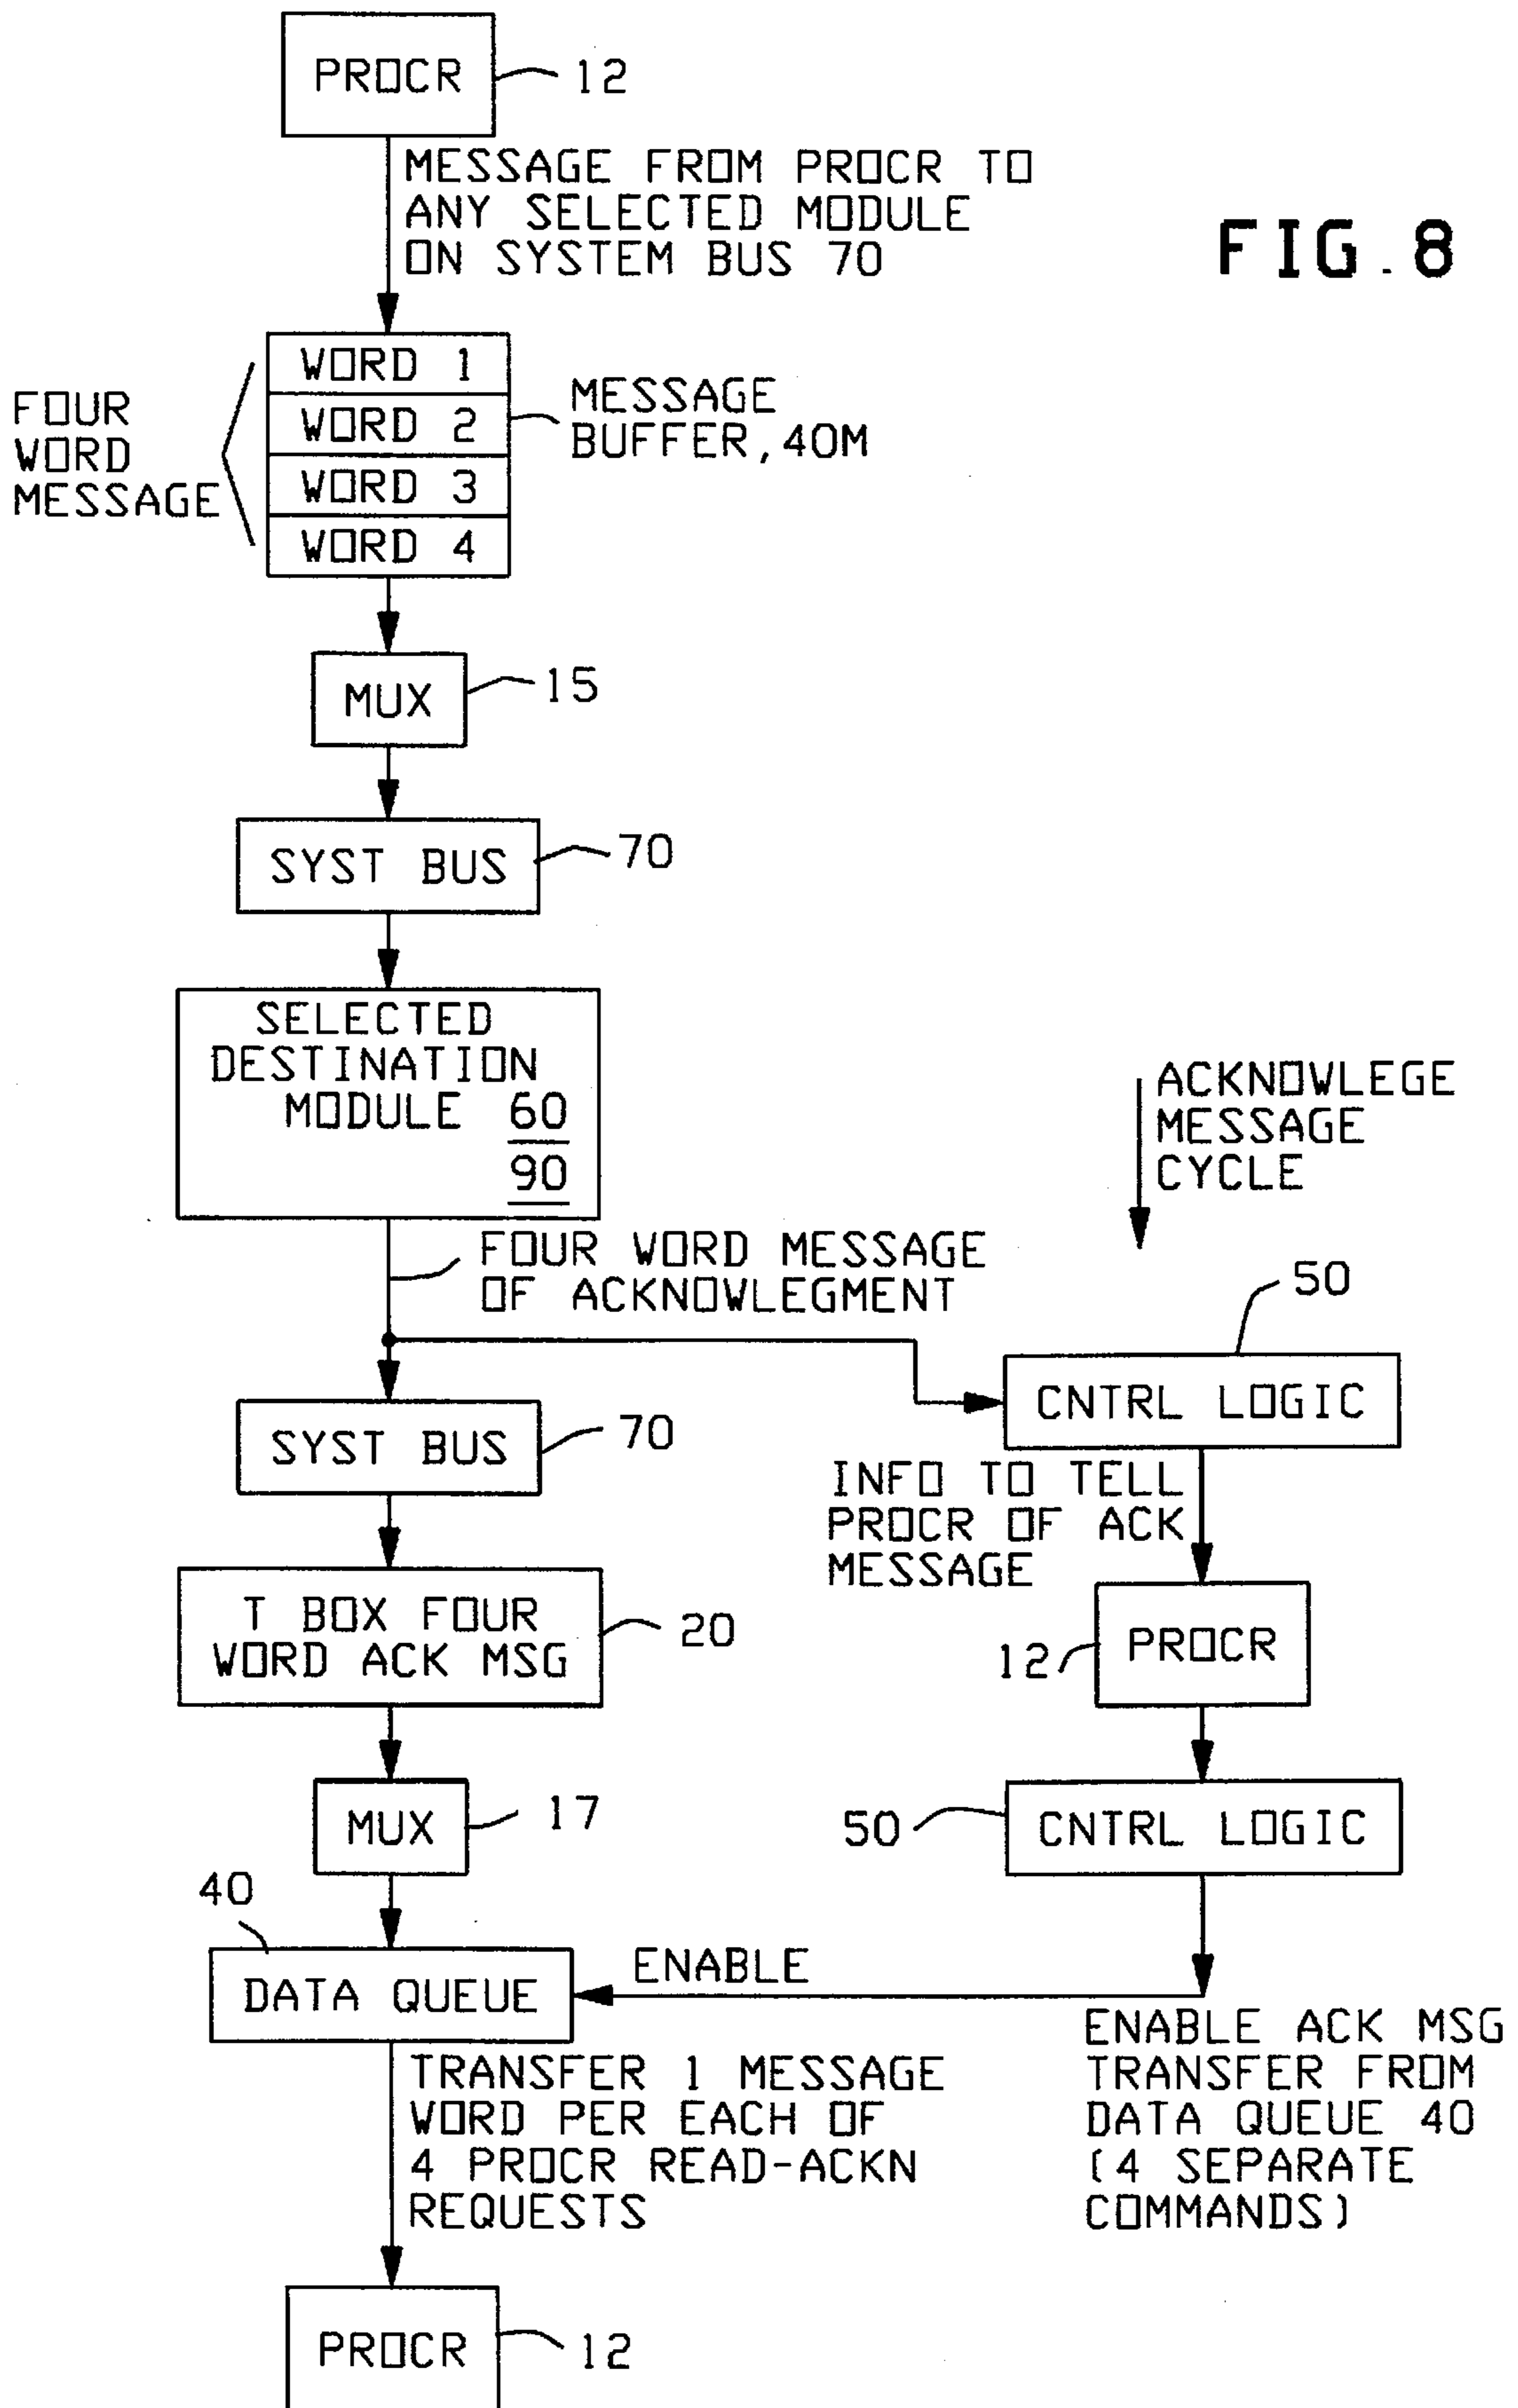 PROCR
12
MESSAGE FROM PROCR TO
ANY SELECTED MODULE
ON SYSTEM BUS 70
FIG. 8
WORD 1
WORD 2
WORD 3
WORD 4
FOUR
WORD
MESSAGE
MESSAGE
BUFFER, 40M
MUX
15
SYST BUS
70
SELECTED
DESTINATION
MODULE 60
90
ACKNOWLEGE
MESSAGE
CYCLE
FOUR WORD MESSAGE
OF ACKNOWLEGMENT
50
CNTRL LOGIC
SYST BUS
70
INFO TO TELL
PROCR OF ACK
MESSAGE
T BOX FOUR
WORD ACK MSG
20
12
PROCR
MUX
17
50
CNTRL LOGIC
40
DATA QUEUE
ENABLE
ENABLE ACK MSG
TRANSFER FROM
DATA QUEUE 40
(4 SEPARATE
COMMANDS)
TRANSFER 1 MESSAGE
WORD PER EACH OF
4 PROCR READ-ACKN
REQUESTS
PROCR
12